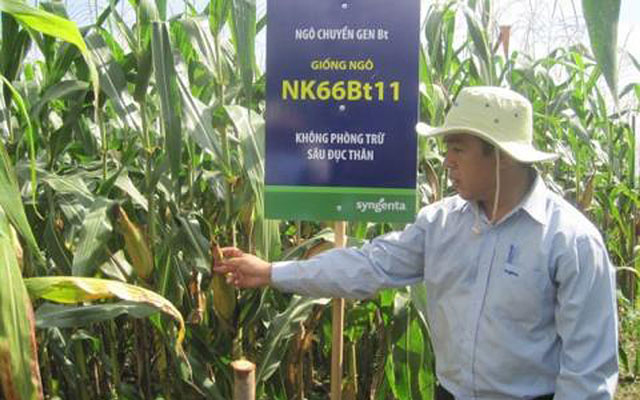 NGÔ CHUYỂN GEN Bt
GIỐNG NGÔ
NK66Bt11
KHÔNG PHÒNG TRỪ
SÂU ĐỤC THÂN
syngenta